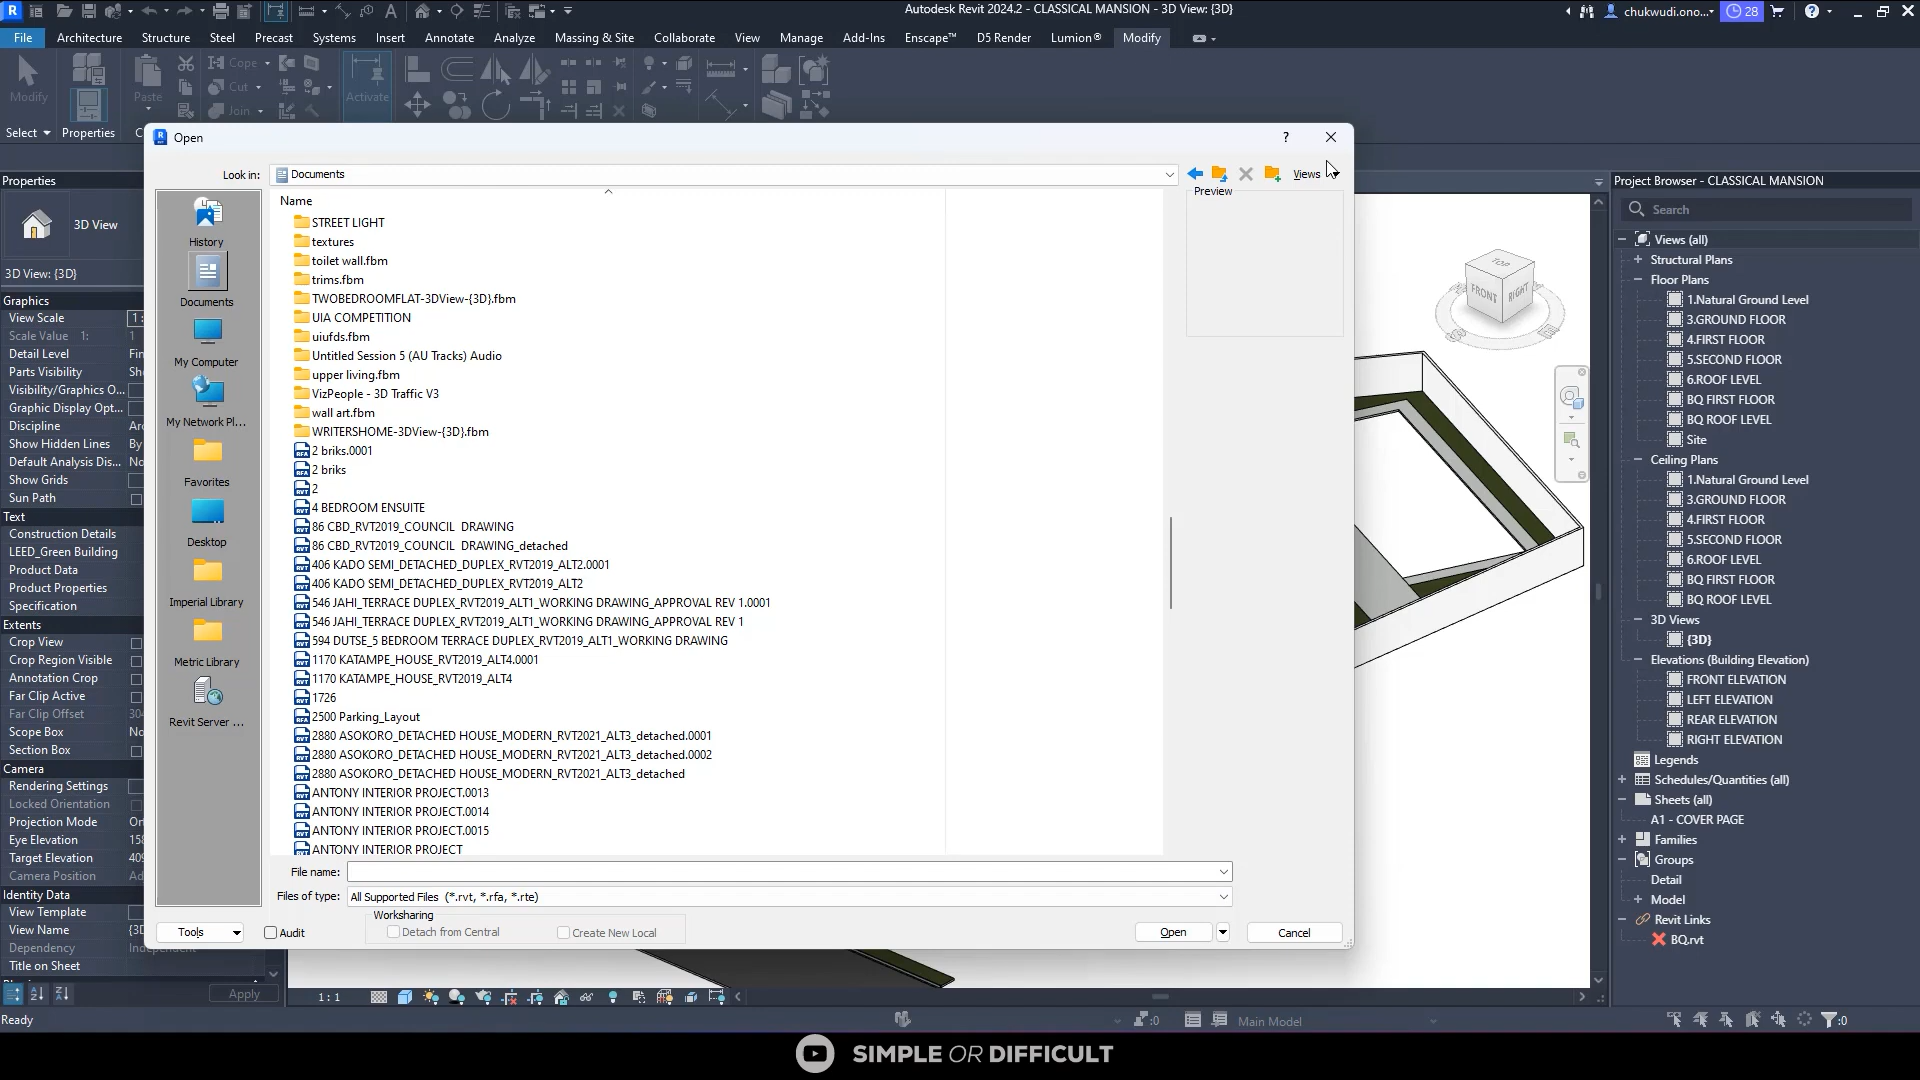 Autodesk Revit 2024.2 - CLASSICAL MANSION - 3D View: {3D}
chukwudi.ono...
28
File
Architecture
Structure
Steel
Precast
Systems
Insert
Annotate
Analyze
Massing & Site
Collaborate
View
Manage
Add-Ins
Enscape™
D5 Render
Lumion®
Modify
Modify
Paste
Cope
Cut
Join
Activate
Select
Properties
Open
Look in:
Documents
Views
Preview
Properties
3D View
3D View: {3D}
Graphics
View Scale
Scale Value 1:
1
Detail Level
Fin
Parts Visibility
Sh
Visibility/Graphics O...
Graphic Display Opt...
Discipline
Show Hidden Lines
By
Default Analysis Dis...
No
Show Grids
Sun Path
Text
Construction Details
LEED_Green Building
Product Data
Product Properties
Specification
Extents
Crop View
Crop Region Visible
Annotation Crop
Far Clip Active
Far Clip Offset
304
Scope Box
No
Section Box
Camera
Rendering Settings
Locked Orientation
Projection Mode
Eye Elevation
158
Target Elevation
409
Camera Position
Identity Data
View Template
View Name
{3D
Dependency
Independent
Title on Sheet
Apply
History
Documents
My Computer
My Network Pl...
Favorites
Desktop
Imperial Library
Metric Library
Revit Server ...
Name
STREET LIGHT
textures
toilet wall.fbm
trims.fbm
TWOBEDROOMFLAT-3DView-{3D}.fbm
UIA COMPETITION
uiufds.fbm
Untitled Session 5 (AU Tracks) Audio
upper living.fbm
VizPeople - 3D Traffic V3
wall art.fbm
WRITERSHOME-3DView-{3D}.fbm
2 briks.0001
2 briks
2
4 BEDROOM ENSUITE
86 CBD_RVT2019_COUNCIL  DRAWING
86 CBD_RVT2019_COUNCIL  DRAWING_detached
406 KADO SEMI_DETACHED_DUPLEX_RVT2019_ALT2.0001
406 KADO SEMI_DETACHED_DUPLEX_RVT2019_ALT2
546 JAHI_TERRACE DUPLEX_RVT2019_ALT1_WORKING DRAWING_APPROVAL REV 1.0001
546 JAHI_TERRACE DUPLEX_RVT2019_ALT1_WORKING DRAWING_APPROVAL REV 1
594 DUTSE_5 BEDROOM TERRACE DUPLEX_RVT2019_ALT1_WORKING DRAWING
1170 KATAMPE_HOUSE_RVT2019_ALT4.0001
1170 KATAMPE_HOUSE_RVT2019_ALT4
1726
2500 Parking_Layout
2880 ASOKORO_DETACHED HOUSE_MODERN_RVT2021_ALT3_detached.0001
2880 ASOKORO_DETACHED HOUSE_MODERN_RVT2021_ALT3_detached.0002
2880 ASOKORO_DETACHED HOUSE_MODERN_RVT2021_ALT3_detached
ANTONY INTERIOR PROJECT.0013
ANTONY INTERIOR PROJECT.0014
ANTONY INTERIOR PROJECT.0015
ANTONY INTERIOR PROJECT
File name:
Files of type:
All Supported Files  (*.rvt, *.rfa, *.rte)
Worksharing
Tools
Audit
Detach from Central
Create New Local
Open
Cancel
TOP
FRONT
RIGHT
Project Browser - CLASSICAL MANSION
Search
Views (all)
Structural Plans
Floor Plans
1.Natural Ground Level
3.GROUND FLOOR
4.FIRST FLOOR
5.SECOND FLOOR
6.ROOF LEVEL
BQ FIRST FLOOR
BQ ROOF LEVEL
Site
Ceiling Plans
1.Natural Ground Level
3.GROUND FLOOR
4.FIRST FLOOR
5.SECOND FLOOR
6.ROOF LEVEL
BQ FIRST FLOOR
BQ ROOF LEVEL
3D Views
{3D}
Elevations (Building Elevation)
FRONT ELEVATION
LEFT ELEVATION
REAR ELEVATION
RIGHT ELEVATION
Legends
Schedules/Quantities (all)
Sheets (all)
A1 - COVER PAGE
Families
Groups
Detail
Model
Revit Links
BQ.rvt
1 : 1
Ready
:0
Main Model
:0
SIMPLE OR DIFFICULT